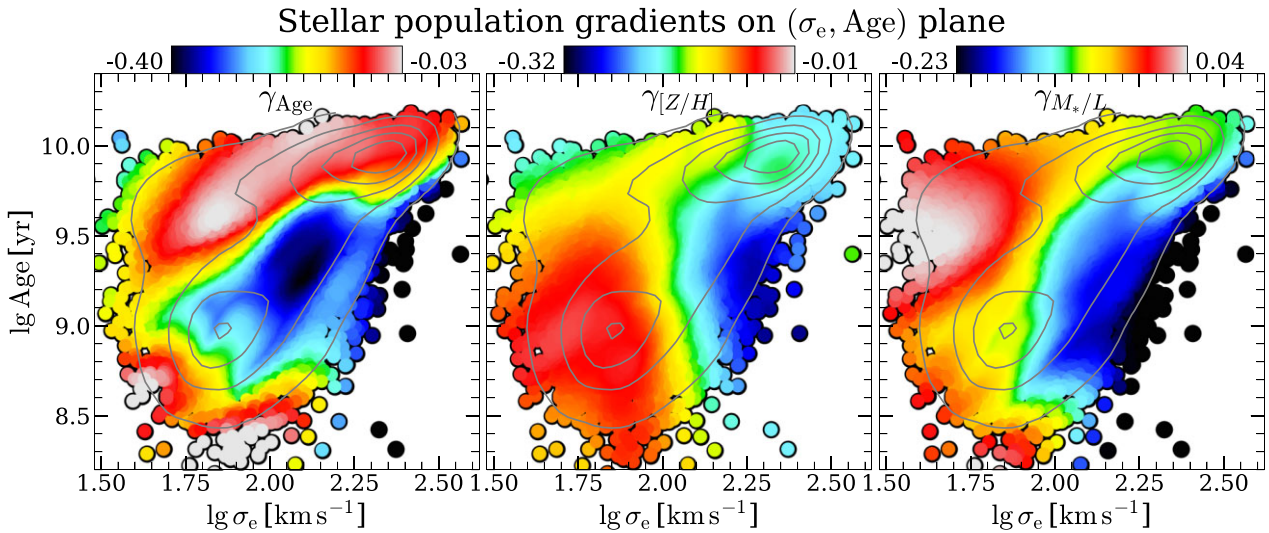 Stellar population gradients on (σe, Age) plane
-0.40 -0.03 -0.32 -0.01 -0.23 0.04
γAge γ[Z/H] γM*/L
10.0
9.5
9.0
8.5
lg Age [yr]
1.50 1.75 2.00 2.25 2.50 1.75 2.00 2.25 2.50 1.75 2.00 2.25 2.50
1.50 1.50
lg σe [km s−1] lg σe [km s−1] lg σe [km s−1]